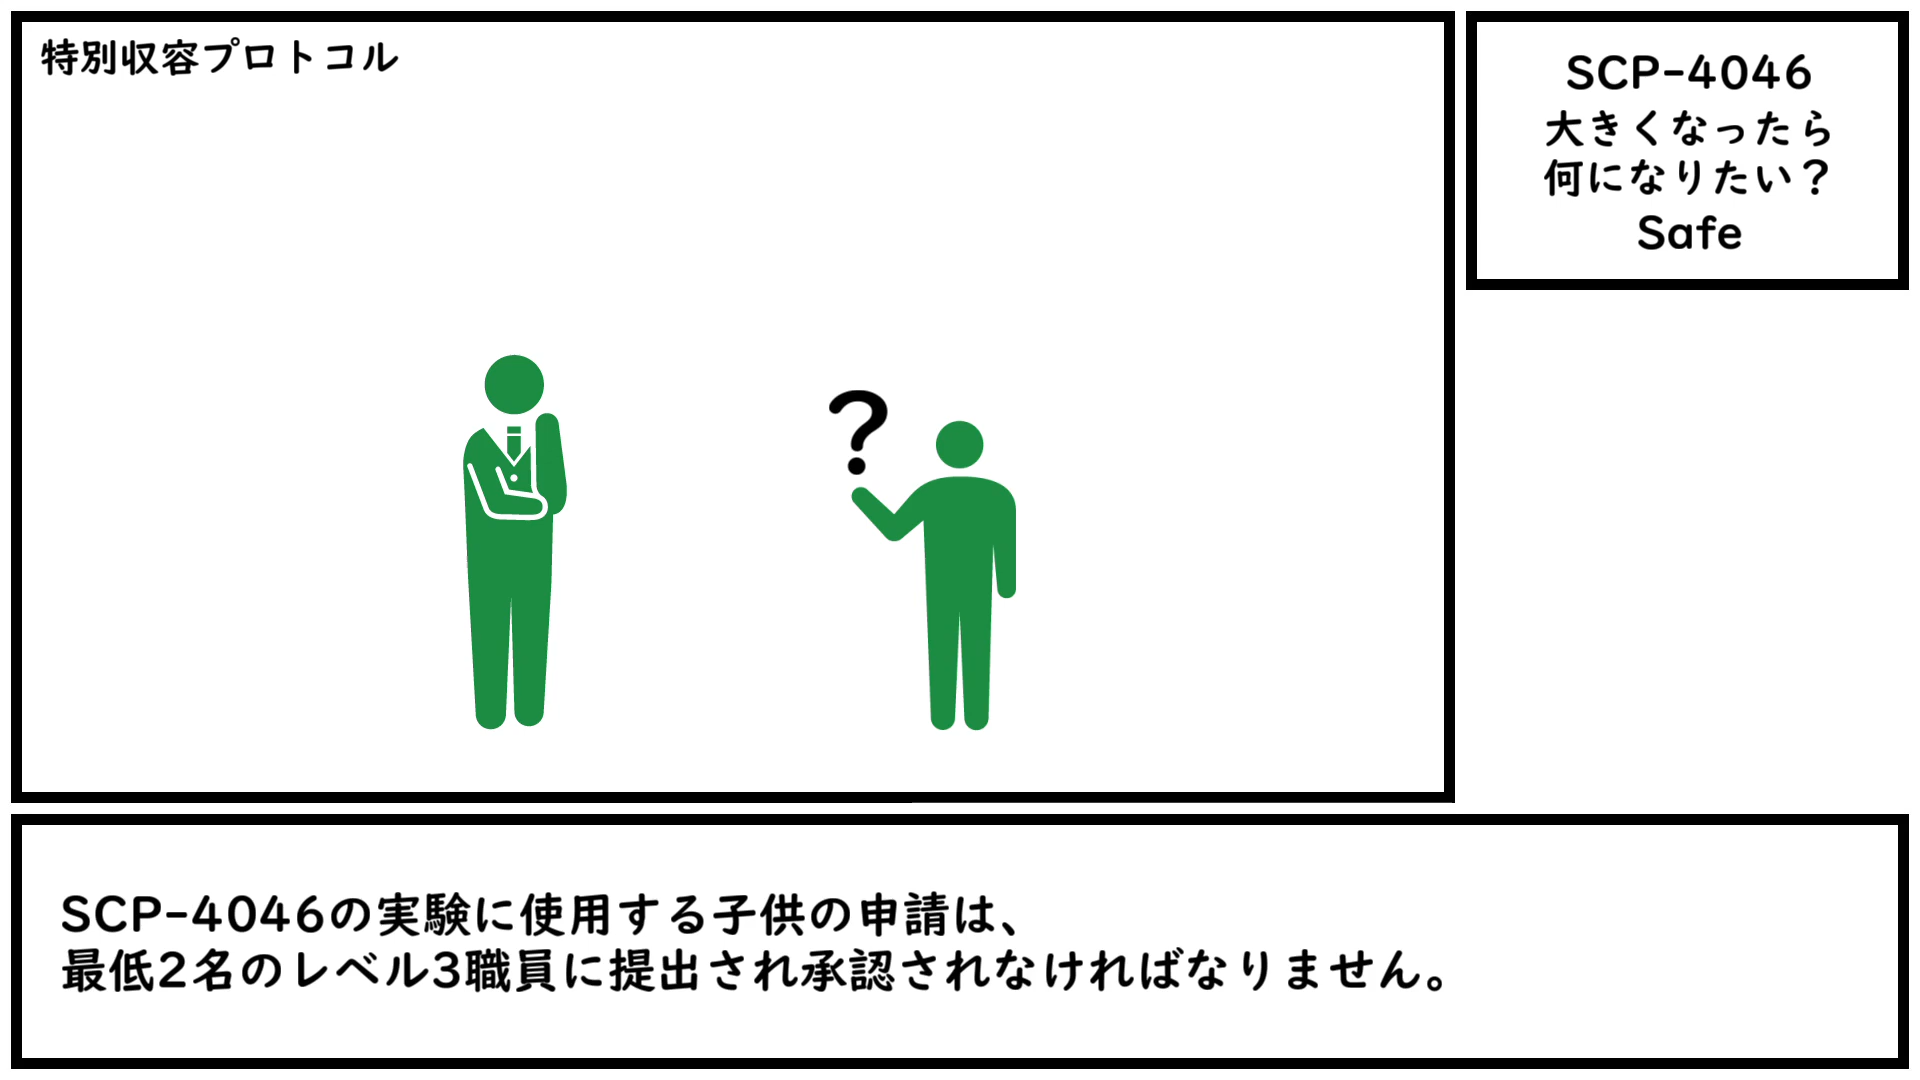 特別収容プロトコル
SCP-4046
大きくなったら
何になりたい？
Safe
?
SCP-4046の実験に使用する子供の申請は、
最低2名のレベル3職員に提出され承認されなければなりません。